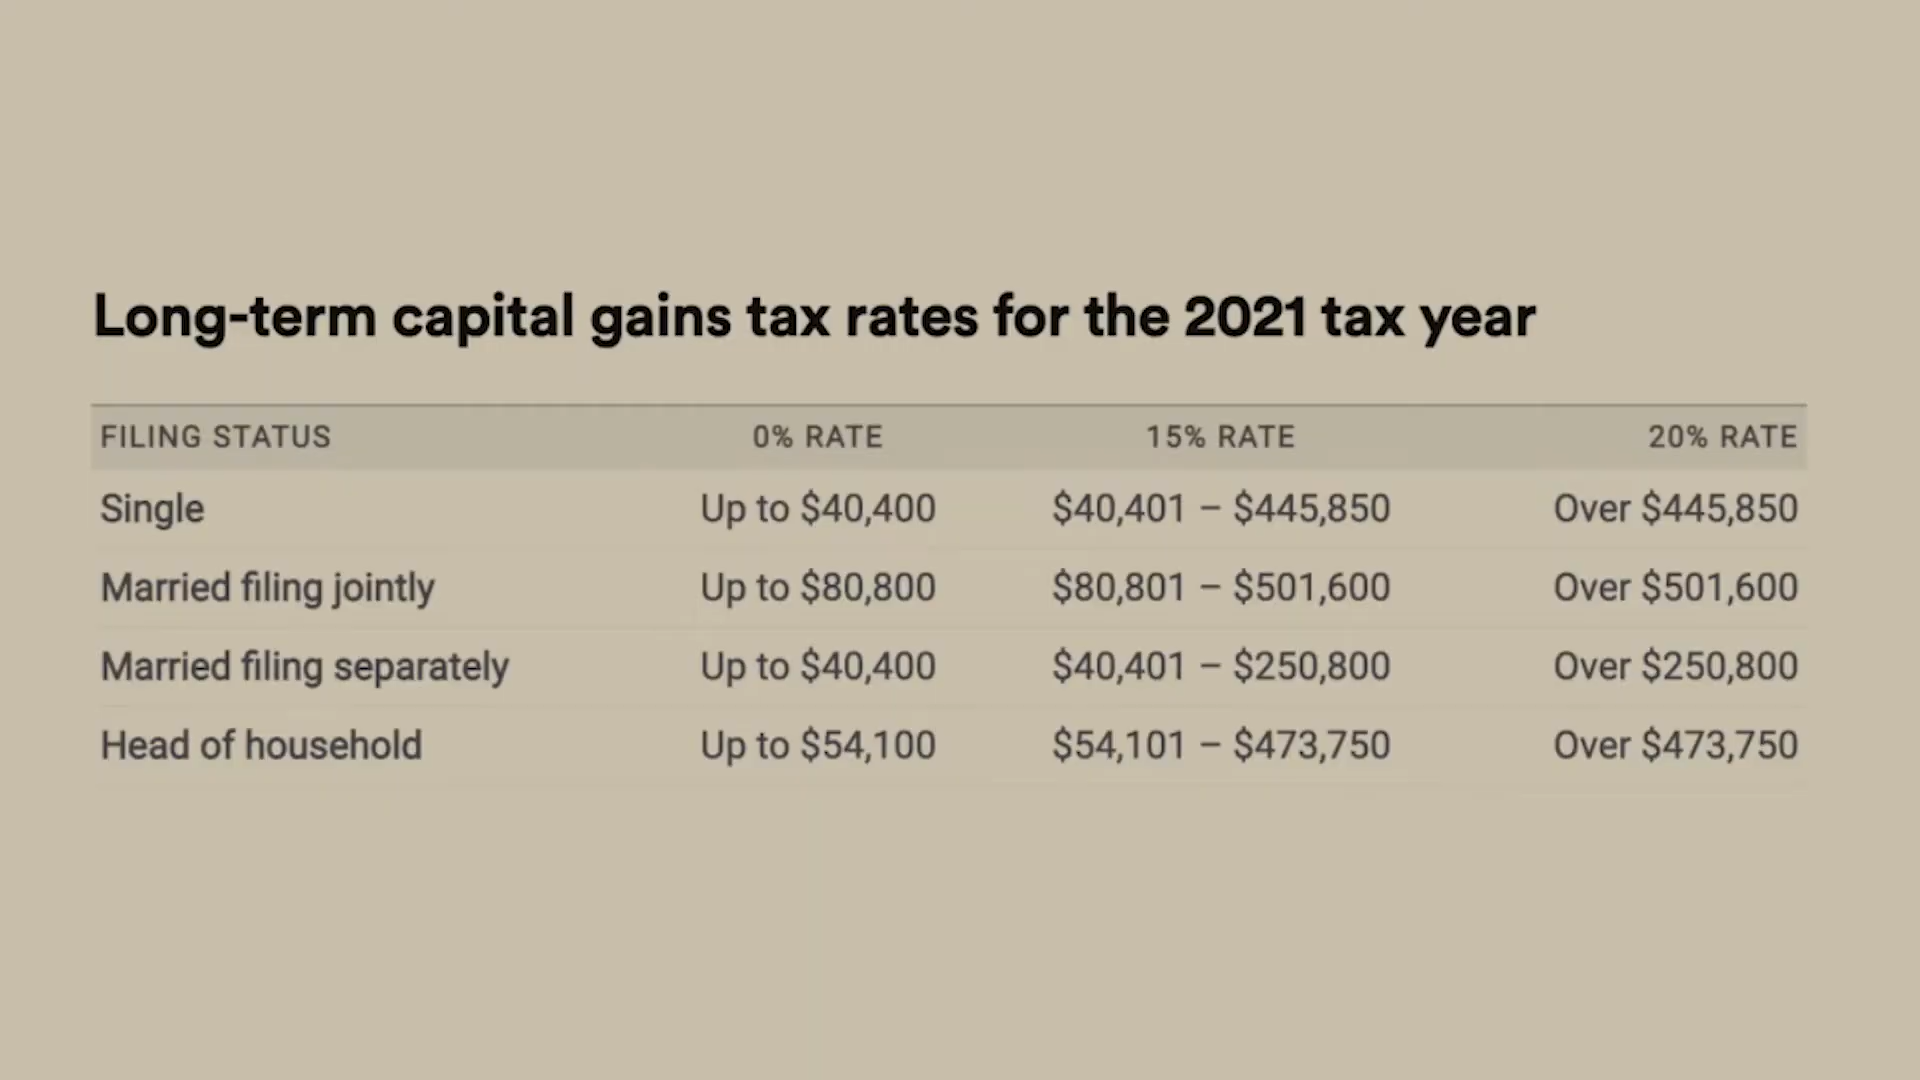 Long-term capital gains tax rates for the 2021 tax year
FILING STATUS 0% RATE 15% RATE 20% RATE
Single Up to $40,400 $40,401 – $445,850 Over $445,850
Married filing jointly Up to $80,800 $80,801 – $501,600 Over $501,600
Married filing separately Up to $40,400 $40,401 – $250,800 Over $250,800
Head of household Up to $54,100 $54,101 – $473,750 Over $473,750